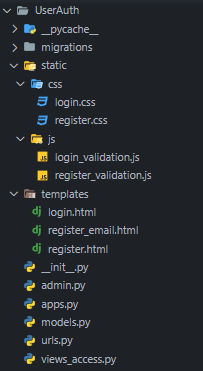 UserAuth
__pycache__
migrations
static
css
login.css
register.css
js
login_validation.js
register_validation.js
templates
login.html
register_email.html
register.html
__init__.py
admin.py
apps.py
models.py
urls.py
views_access.py